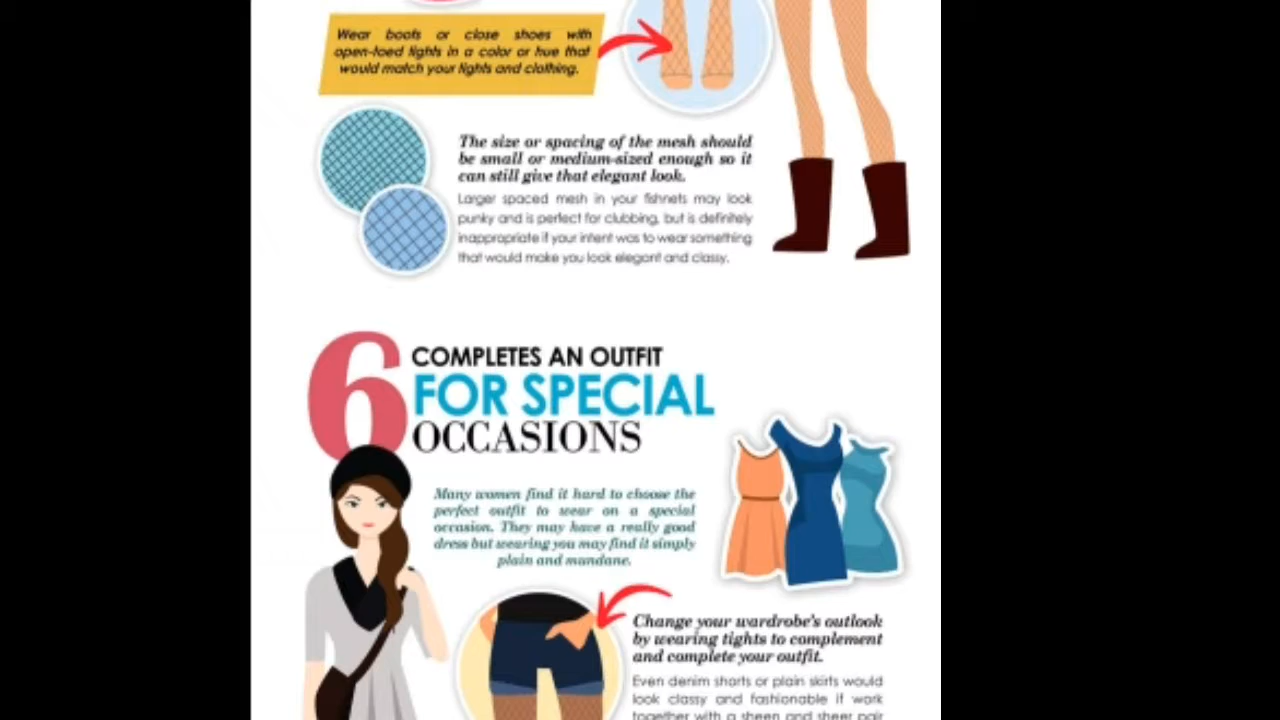 Wear boots or close shoes with
open-toed tights in a color or hue that
would match your tights and clothing.
The size or spacing of the mesh should
be small or medium-sized enough so it
can still give that elegant look.
Larger spaced mesh in your fishnets may look
punky and is perfect for clubbing, but is definitely
inappropriate if your intent was to wear something
that would make you look elegant and classy.
6
COMPLETES AN OUTFIT
FOR SPECIAL
OCCASIONS
Many women find it hard to choose the
perfect outfit to wear on a special
occasion. They may have a really good
dress but wearing you may find it simply
plain and mundane.
Change your wardrobe's outlook
by wearing tights to complement
and complete your outfit.
Even denim shorts or plain skirts would
look classy and fashionable if work
together with a sheen and sheer pair